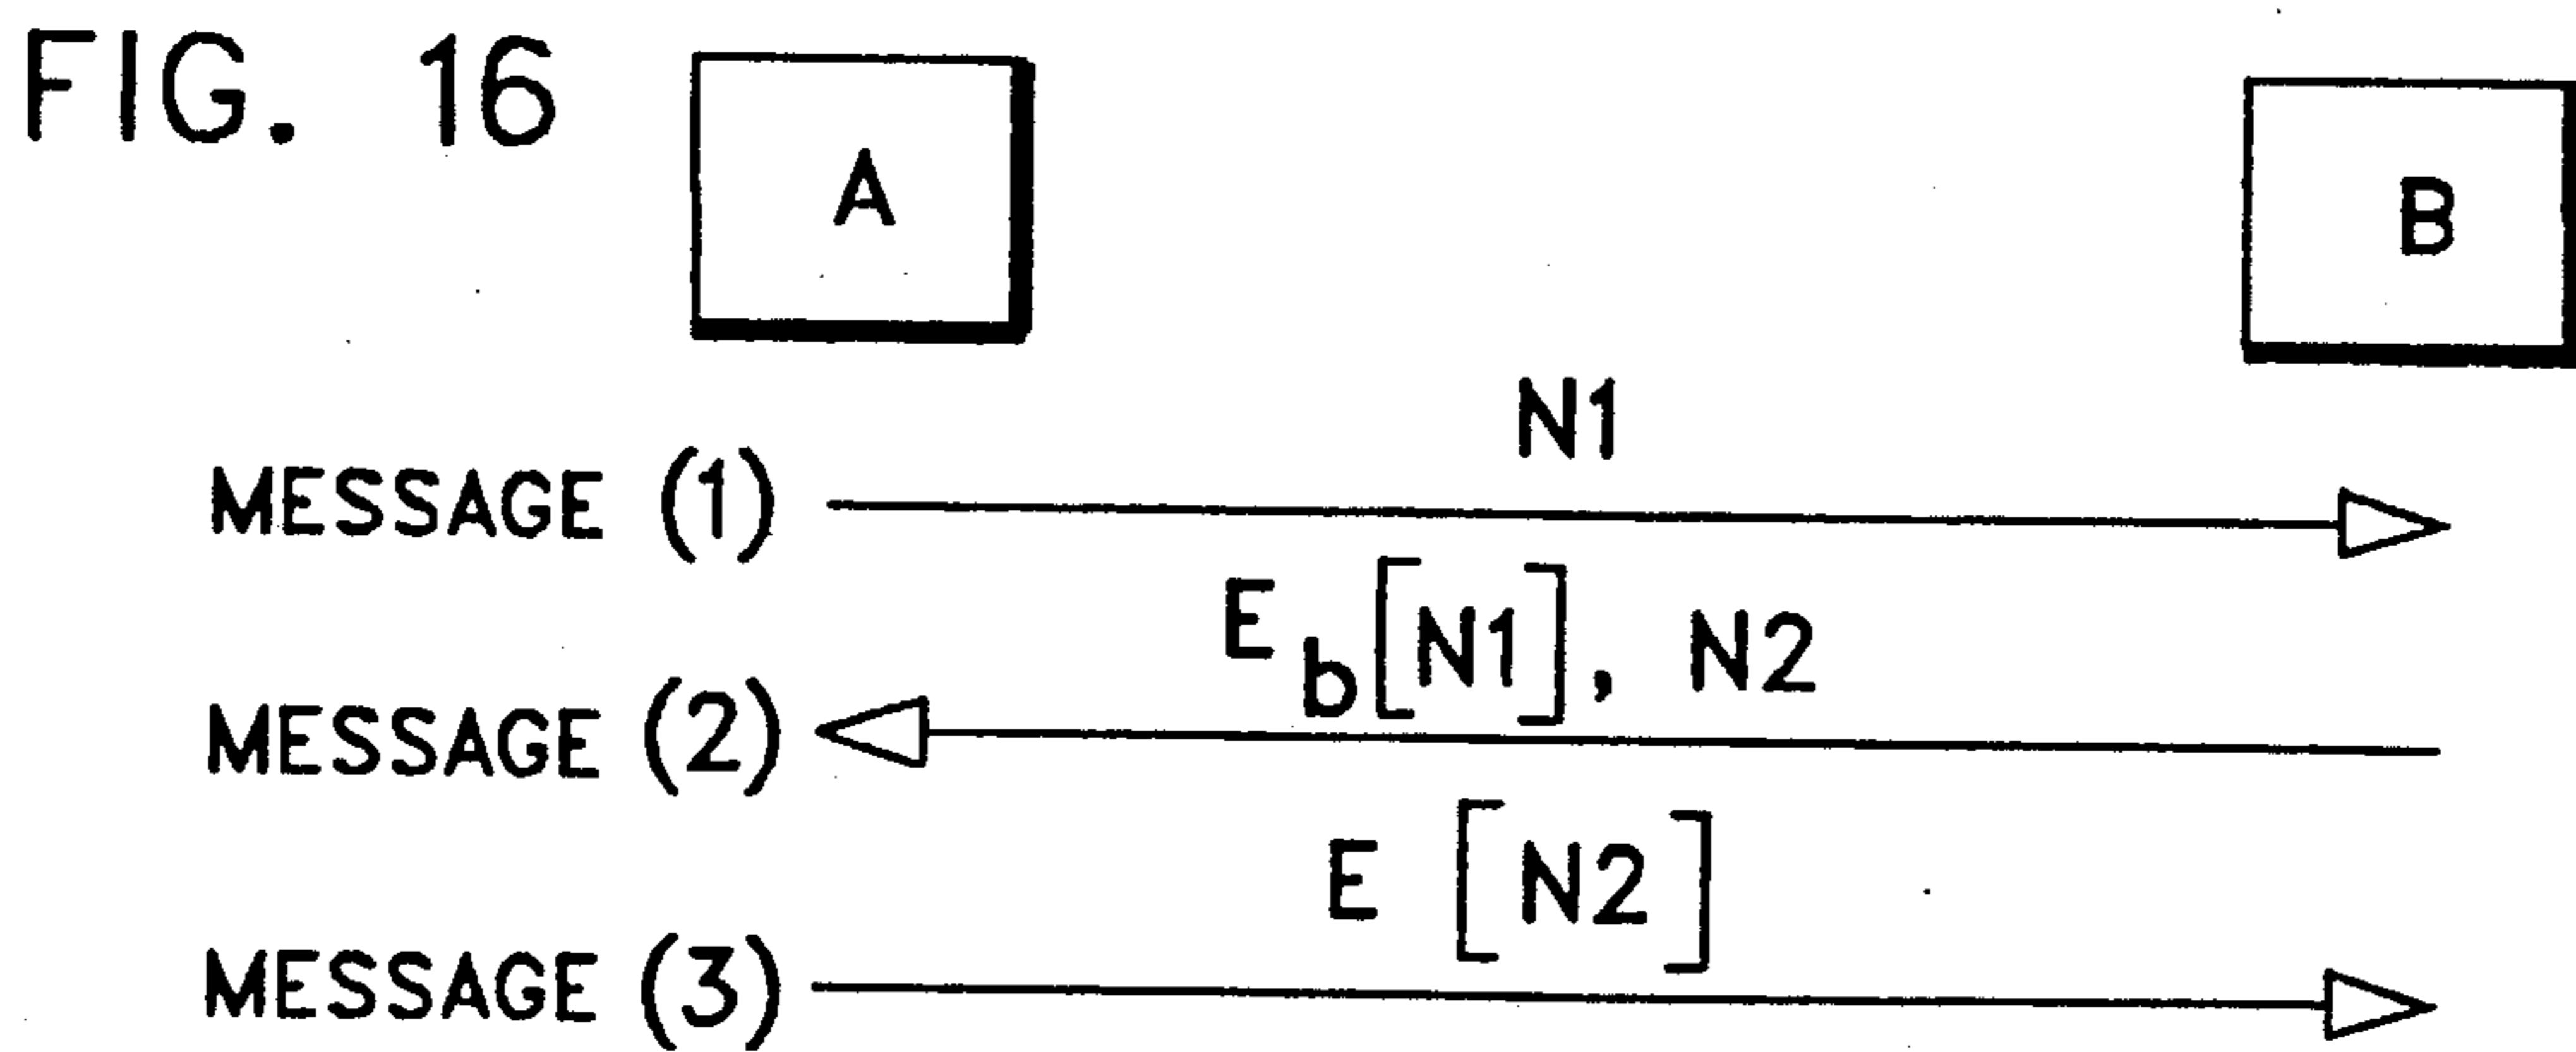 FIG. 16
A
B
N1
MESSAGE (1)
E b[N1], N2
MESSAGE (2)
E [N2]
MESSAGE (3)